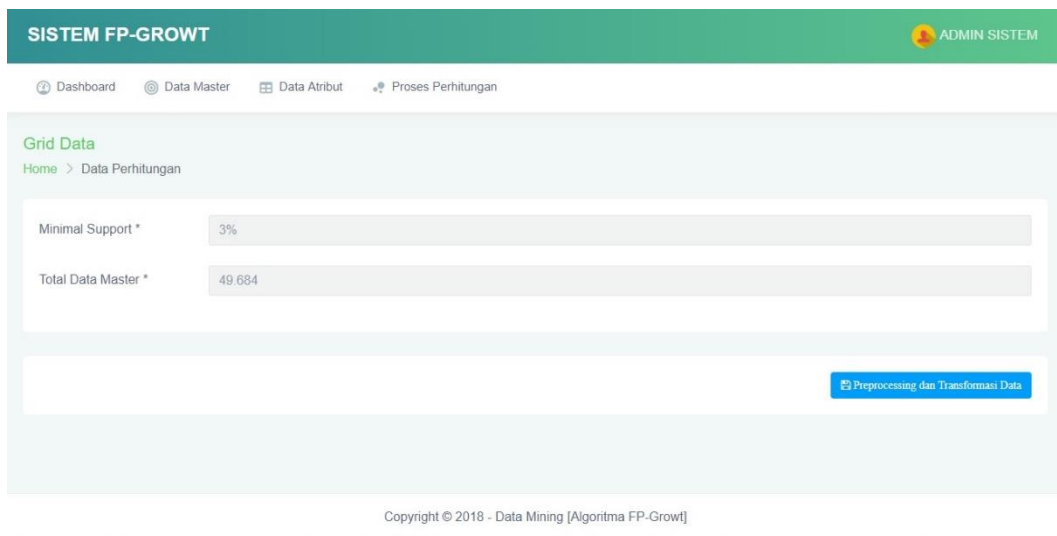 SISTEM FP-GROWT
ADMIN SISTEM
Dashboard Data Master Data Atribut Proses Perhitungan
Grid Data
Home > Data Perhitungan
Minimal Support * 3%
Total Data Master * 49.684
Preprocessing dan Transformasi Data
Copyright © 2018 - Data Mining [Algoritma FP-Growt]